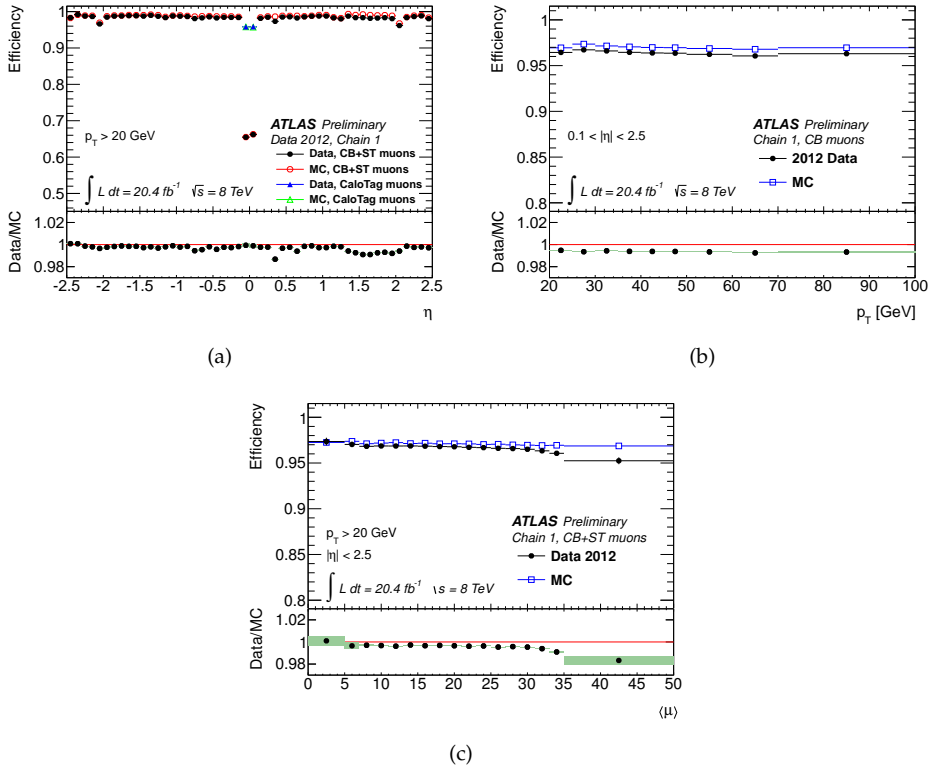 Efficiency
1
0.9
0.8
0.7
0.6
0.5
p_T > 20 GeV
ATLAS Preliminary
Data 2012, Chain 1
Data, CB+ST muons
MC, CB+ST muons
Data, CaloTag muons
MC, CaloTag muons
∫ L dt = 20.4 fb⁻¹ √s = 8 TeV
Data/MC
1.02
1
0.98
-2.5 -2 -1.5 -1 -0.5 0 0.5 1 1.5 2 2.5
η
(a)
Efficiency
1
0.95
0.9
0.85
0.8
0.1 < |η| < 2.5
ATLAS Preliminary
Chain 1, CB muons
2012 Data
MC
∫ L dt = 20.4 fb⁻¹ √s = 8 TeV
Data/MC
1.02
1
0.98
20 30 40 50 60 70 80 90 100
p_T [GeV]
(b)
Efficiency
1
0.95
0.9
0.85
0.8
p_T > 20 GeV
|η| < 2.5
ATLAS Preliminary
Chain 1, CB+ST muons
Data 2012
MC
∫ L dt = 20.4 fb⁻¹ \s = 8 TeV
Data/MC
1.02
1
0.98
0 5 10 15 20 25 30 35 40 45 50
⟨μ⟩
(c)